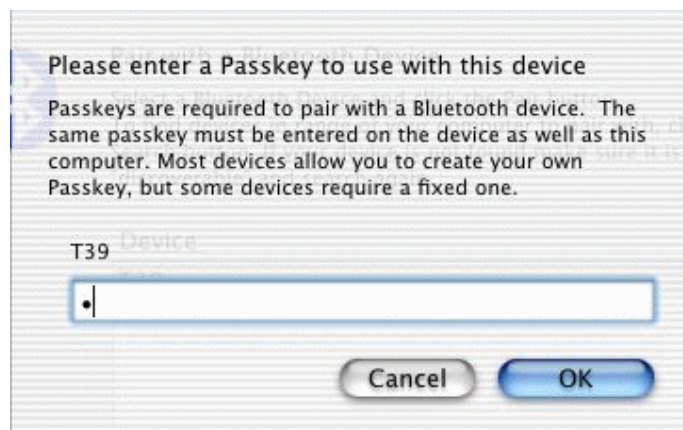 Please enter a Passkey to use with this device
Passkeys are required to pair with a Bluetooth device. The
same passkey must be entered on the device as well as this
computer. Most devices allow you to create your own
Passkey, but some devices require a fixed one.
Device
T39
Cancel
OK